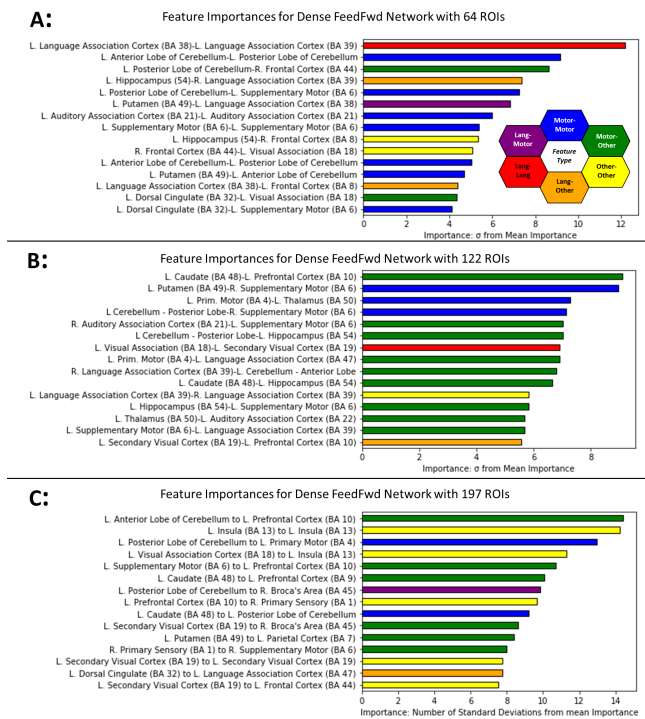 A:
Feature Importances for Dense FeedFwd Network with 64 ROIs
L. Language Association Cortex (BA 38)-L. Language Association Cortex (BA 39)
L. Anterior Lobe of Cerebellum-L. Posterior Lobe of Cerebellum
L. Posterior Lobe of Cerebellum-R. Frontal Cortex (BA 44)
L. Hippocampus (54)-R. Language Association Cortex (BA 39)
L. Posterior Lobe of Cerebellum-L. Supplementary Motor (BA 6)
L. Putamen (BA 49)-L. Language Association Cortex (BA 38)
L. Auditory Association Cortex (BA 21)-L. Auditory Association Cortex (BA 21)
L. Supplementary Motor (BA 6)-L. Supplementary Motor (BA 6)
L. Hippocampus (54)-R. Frontal Cortex (BA 8)
R. Frontal Cortex (BA 44)-L. Visual Association (BA 18)
L. Anterior Lobe of Cerebellum-L. Posterior Lobe of Cerebellum
L. Putamen (BA 49)-L. Anterior Lobe of Cerebellum
L. Language Association Cortex (BA 38)-L. Frontal Cortex (BA 8)
L. Dorsal Cingulate (BA 32)-L. Visual Association (BA 18)
L. Dorsal Cingulate (BA 32)-L. Supplementary Motor (BA 6)
Motor-
Motor
Lang-
Motor
Motor-
Other
Feature
Type
Lang-
Lang
Other-
Other
Lang-
Other
0 2 4 6 8 10 12
Importance: σ from Mean Importance
B:
Feature Importances for Dense FeedFwd Network with 122 ROIs
L. Caudate (BA 48)-L. Prefrontal Cortex (BA 10)
L. Putamen (BA 49)-R. Supplementary Motor (BA 6)
L. Prim. Motor (BA 4)-L. Thalamus (BA 50)
L Cerebellum - Posterior Lobe-R. Supplementary Motor (BA 6)
R. Auditory Association Cortex (BA 21)-L. Supplementary Motor (BA 6)
L Cerebellum - Posterior Lobe-L. Hippocampus (BA 54)
L. Visual Association (BA 18)-L. Secondary Visual Cortex (BA 19)
L. Prim. Motor (BA 4)-L. Language Association Cortex (BA 47)
R. Language Association Cortex (BA 39)-L. Cerebellum - Anterior Lobe
L. Caudate (BA 48)-L. Hippocampus (BA 54)
L. Language Association Cortex (BA 39)-R. Language Association Cortex (BA 39)
L. Hippocampus (BA 54)-L. Supplementary Motor (BA 6)
L. Thalamus (BA 50)-L. Auditory Association Cortex (BA 22)
L. Supplementary Motor (BA 6)-L. Language Association Cortex (BA 39)
L. Secondary Visual Cortex (BA 19)-L. Prefrontal Cortex (BA 10)
0 2 4 6 8
Importance: σ from Mean Importance
C:
Feature Importances for Dense FeedFwd Network with 197 ROIs
L. Anterior Lobe of Cerebellum to L. Prefrontal Cortex (BA 10)
L. Insula (BA 13) to L. Insula (BA 13)
L. Posterior Lobe of Cerebellum to L. Primary Motor (BA 4)
L. Visual Association Cortex (BA 18) to L. Insula (BA 13)
L. Supplementary Motor (BA 6) to L. Prefrontal Cortex (BA 10)
L. Caudate (BA 48) to L. Prefrontal Cortex (BA 9)
L. Posterior Lobe of Cerebellum to R. Broca's Area (BA 45)
L. Prefrontal Cortex (BA 10) to R. Primary Sensory (BA 1)
L. Caudate (BA 48) to L. Posterior Lobe of Cerebellum
L. Secondary Visual Cortex (BA 19) to R. Broca's Area (BA 45)
L. Putamen (BA 49) to L. Parietal Cortex (BA 7)
R. Primary Sensory (BA 1) to R. Supplementary Motor (BA 6)
L. Secondary Visual Cortex (BA 19) to L. Secondary Visual Cortex (BA 19)
L. Dorsal Cingulate (BA 32) to L. Language Association Cortex (BA 47)
L. Secondary Visual Cortex (BA 19) to L. Frontal Cortex (BA 44)
0 2 4 6 8 10 12 14
Importance: Number of Standard Deviations from mean Importance